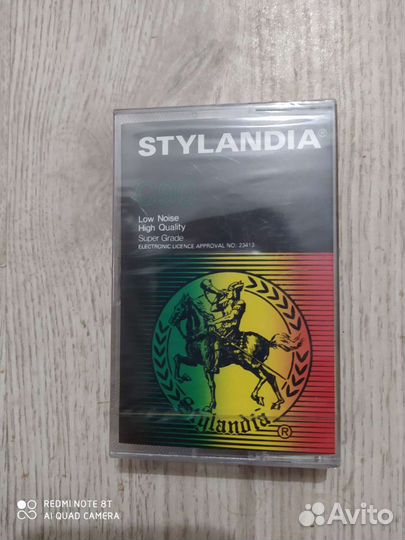 STYLANDIA®
Low Noise
High Quality
Super Grade
ELECTRONIC LICENCE APPROVAL NO: 23413
Stylandia ®
REDMI NOTE 8T
AI QUAD CAMERA
Avito